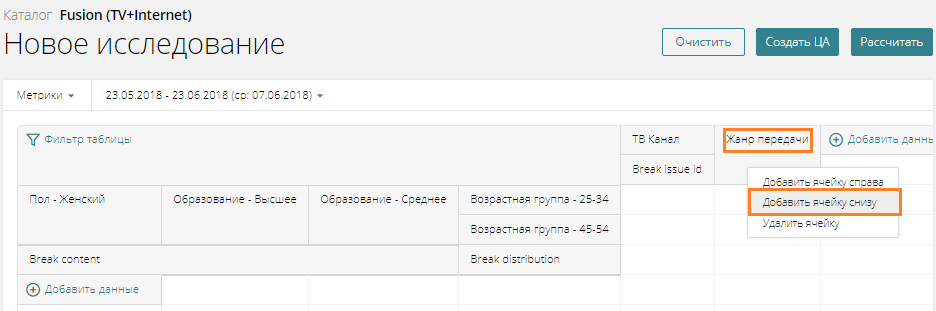 Каталог Fusion (TV+Internet)
Новое исследование
Очистить
Создать ЦА
Рассчитать
Метрики
23.05.2018 - 23.06.2018 (ср: 07.06.2018)
Фильтр таблицы
ТВ Канал
Жанр передачи
Добавить данны
Break issue id
Добавить ячейку справа
Добавить ячейку снизу
Удалить ячейку
Пол - Женский
Образование - Высшее
Образование - Среднее
Возрастная группа - 25-34
Возрастная группа - 45-54
Break content
Break distribution
Добавить данные